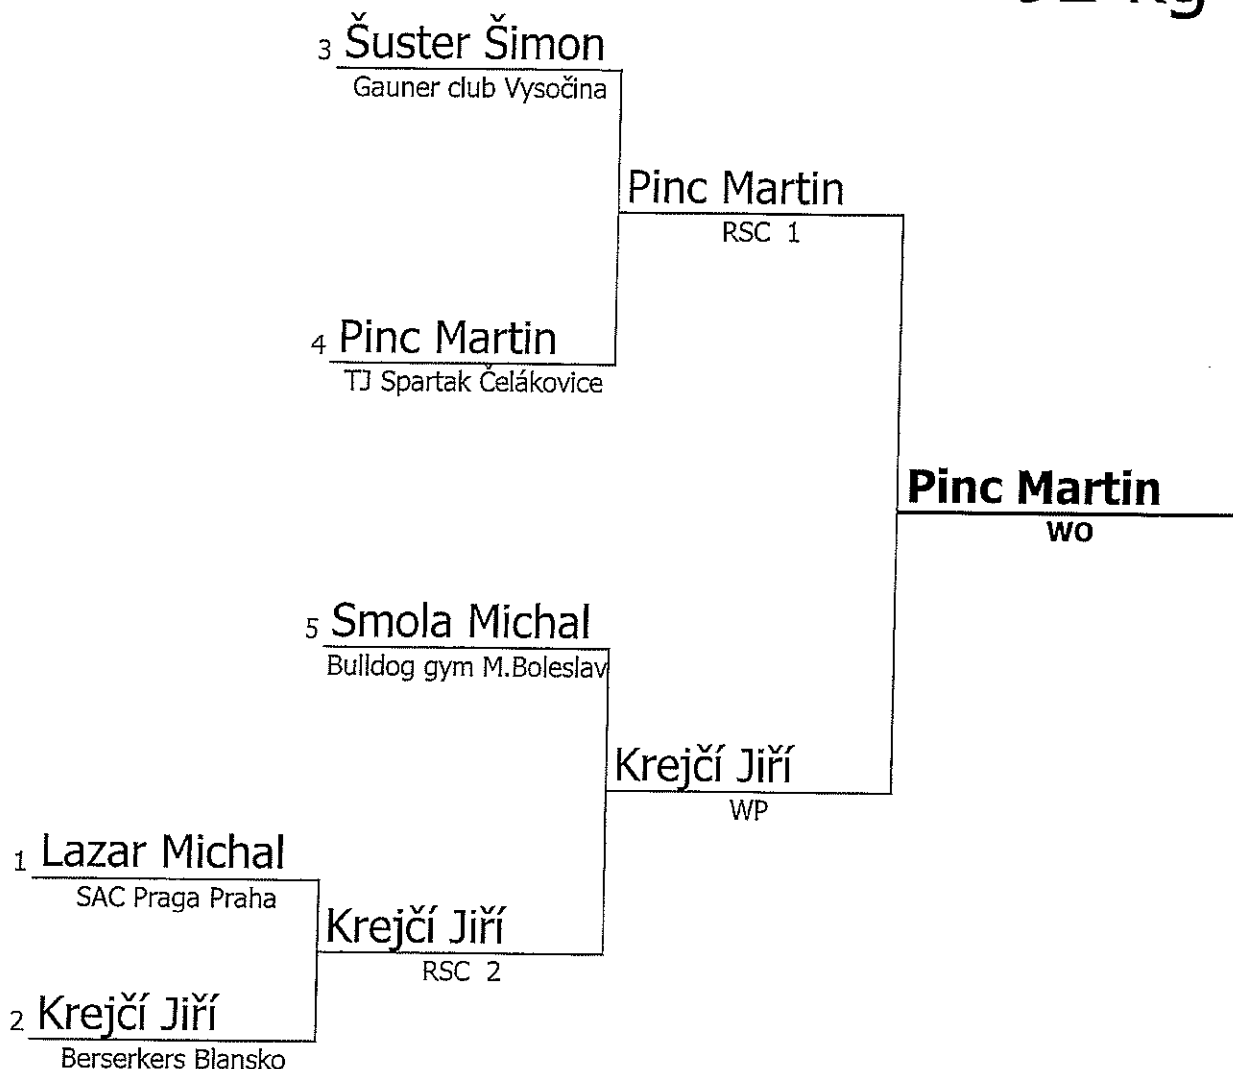 kg
3 Šuster Šimon
Gauner club Vysočina
Pinc Martin
RSC 1
4 Pinc Martin
TJ Spartak Čelákovice
Pinc Martin
WO
5 Smola Michal
Bulldog gym M.Boleslav
Krejčí Jiří
WP
1 Lazar Michal
SAC Praga Praha
Krejčí Jiří
RSC 2
2 Krejčí Jiří
Berserkers Blansko